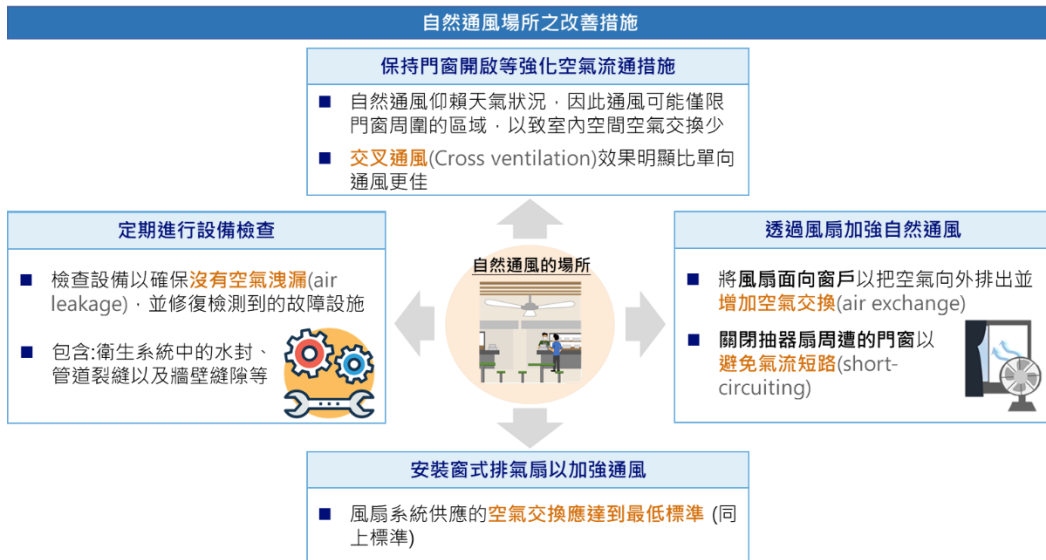 自然通風場所之改善措施
保持門窗開啟等強化空氣流通措施
■ 自然通風仰賴天氣狀況，因此通風可能僅限
門窗周圍的區域，以致室內空間空氣交換少
■ 交叉通風(Cross ventilation)效果明顯比單向
通風更佳
定期進行設備檢查
■ 檢查設備以確保沒有空氣洩漏(air
leakage)，並修復檢測到的故障設施
■ 包含:衛生系統中的水封、
管道裂縫以及牆壁縫隙等
自然通風的場所
透過風扇加強自然通風
■ 將風扇面向窗戶以把空氣向外排出並
增加空氣交換(air exchange)
■ 關閉抽器扇周遭的門窗以
避免氣流短路(short-
circuiting)
安裝窗式排氣扇以加強通風
■ 風扇系統供應的空氣交換應達到最低標準 (同
上標準)